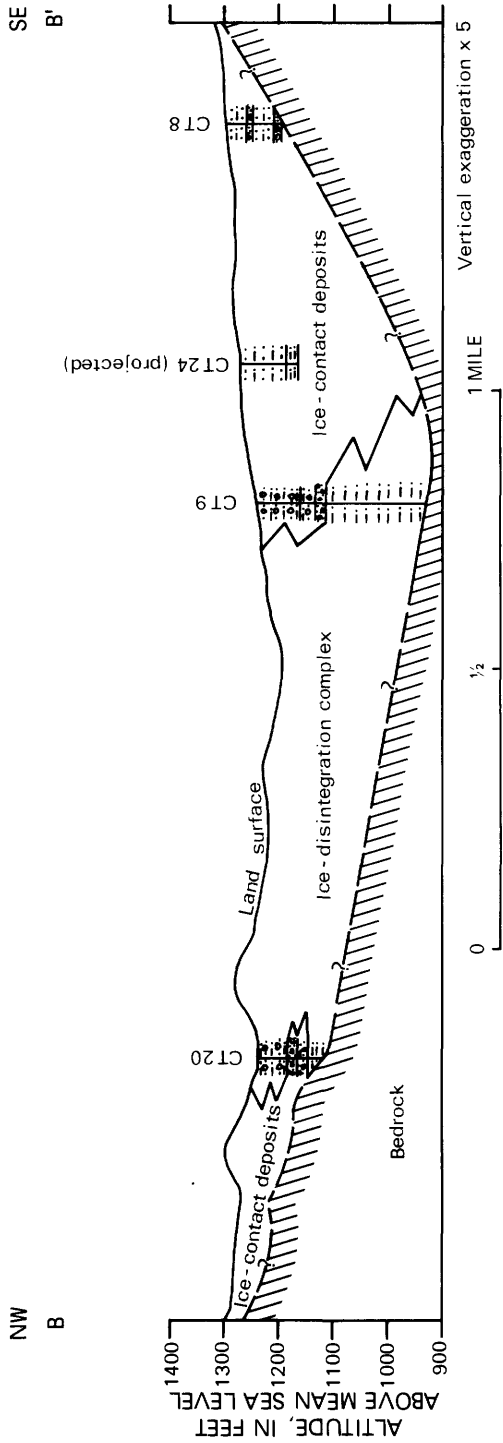 NW
SE
B
B'
ALTITUDE, IN FEET
ABOVE MEAN SEA LEVEL
1400
1300
1200
1100
1000
900
CT20
CT9
CT24 (projected)
CT8
Land surface
Ice-contact deposits
Ice-disintegration complex
Ice-contact deposits
Bedrock
?
?
?
?
?
0
½
1 MILE
Vertical exaggeration x 5